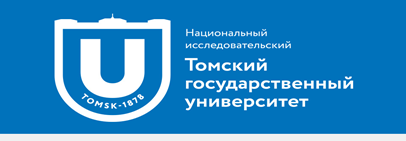 U
TOMSK-1878
Национальный
исследовательский
Томский
государственный
университет